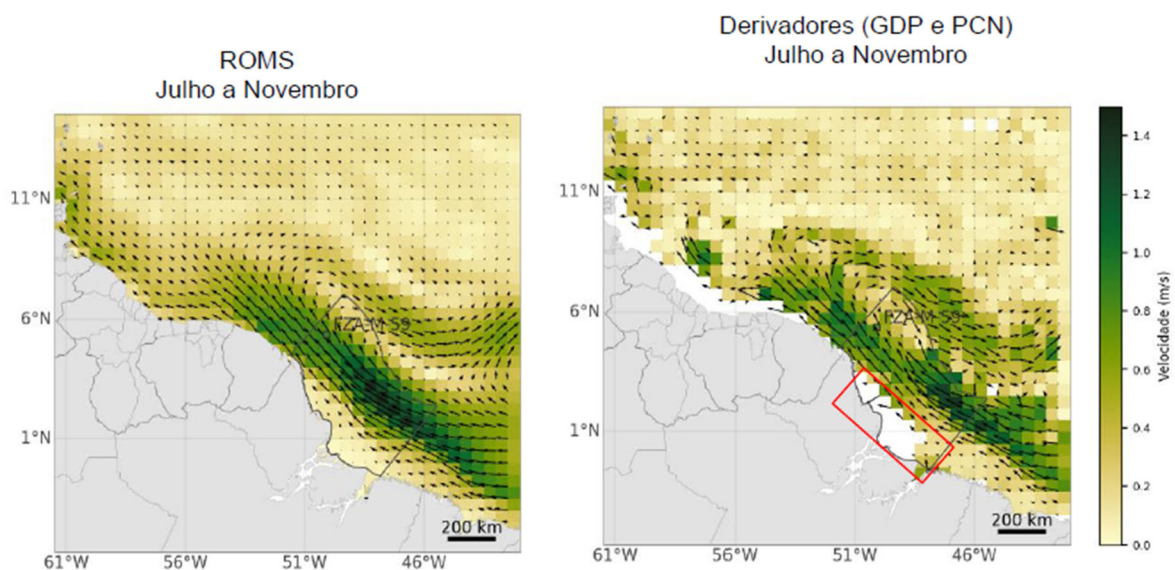 ROMS
Julho a Novembro
Derivadores (GDP e PCN)
Julho a Novembro
11°N
6°N
1°N
61°W
56°W
51°W
46°W
FZA-M 59
200 km
11°N
6°N
1°N
61°W
56°W
51°W
46°W
FZA-M 59
200 km
1.4
1.2
1.0
0.8
0.6
0.4
0.2
0.0
Velocidade (m/s)